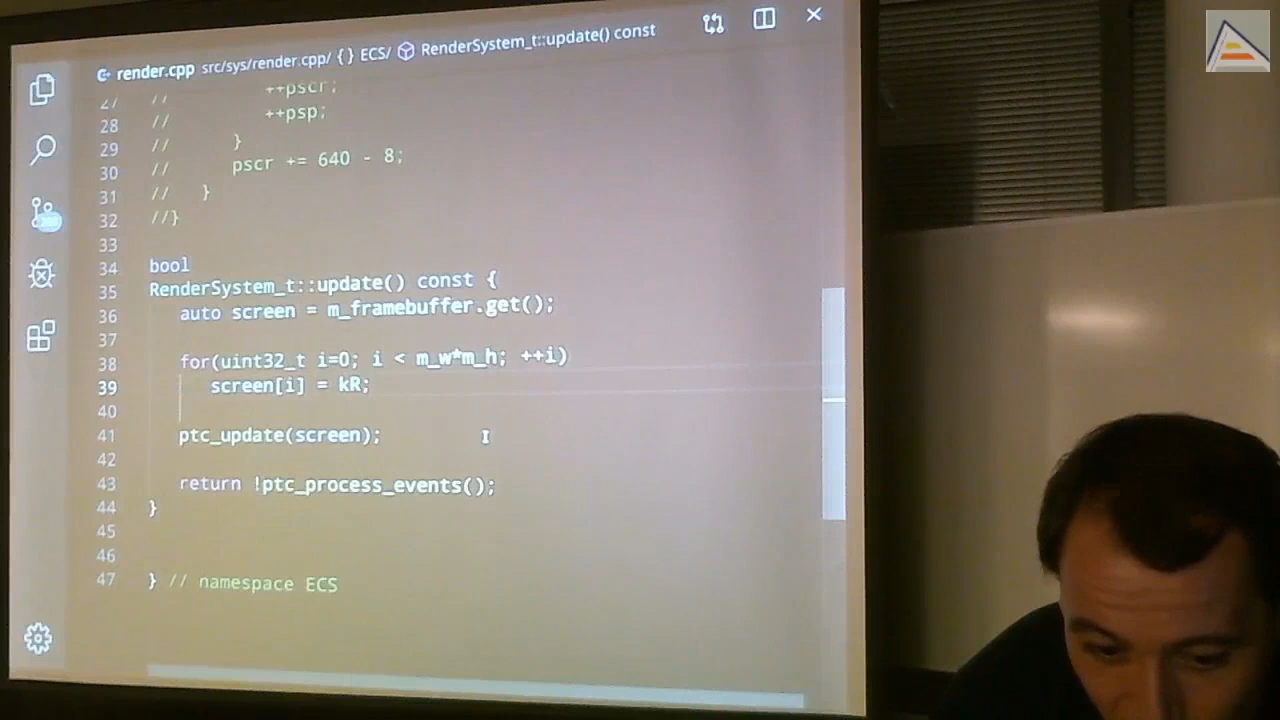 render.cpp src/sys/render.cpp/ { } ECS/ RenderSystem_t::update() const
27 // ++pscr;
28 // ++psp;
29 // }
30 // pscr += 640 - 8;
31 // }
32 //}
33
34 bool
35 RenderSystem_t::update() const {
36 auto screen = m_framebuffer.get();
37
38 for(uint32_t i=0; i < m_w*m_h; ++i)
39 screen[i] = kR;
40
41 ptc_update(screen);
42
43 return !ptc_process_events();
44 }
45
46
47 } // namespace ECS